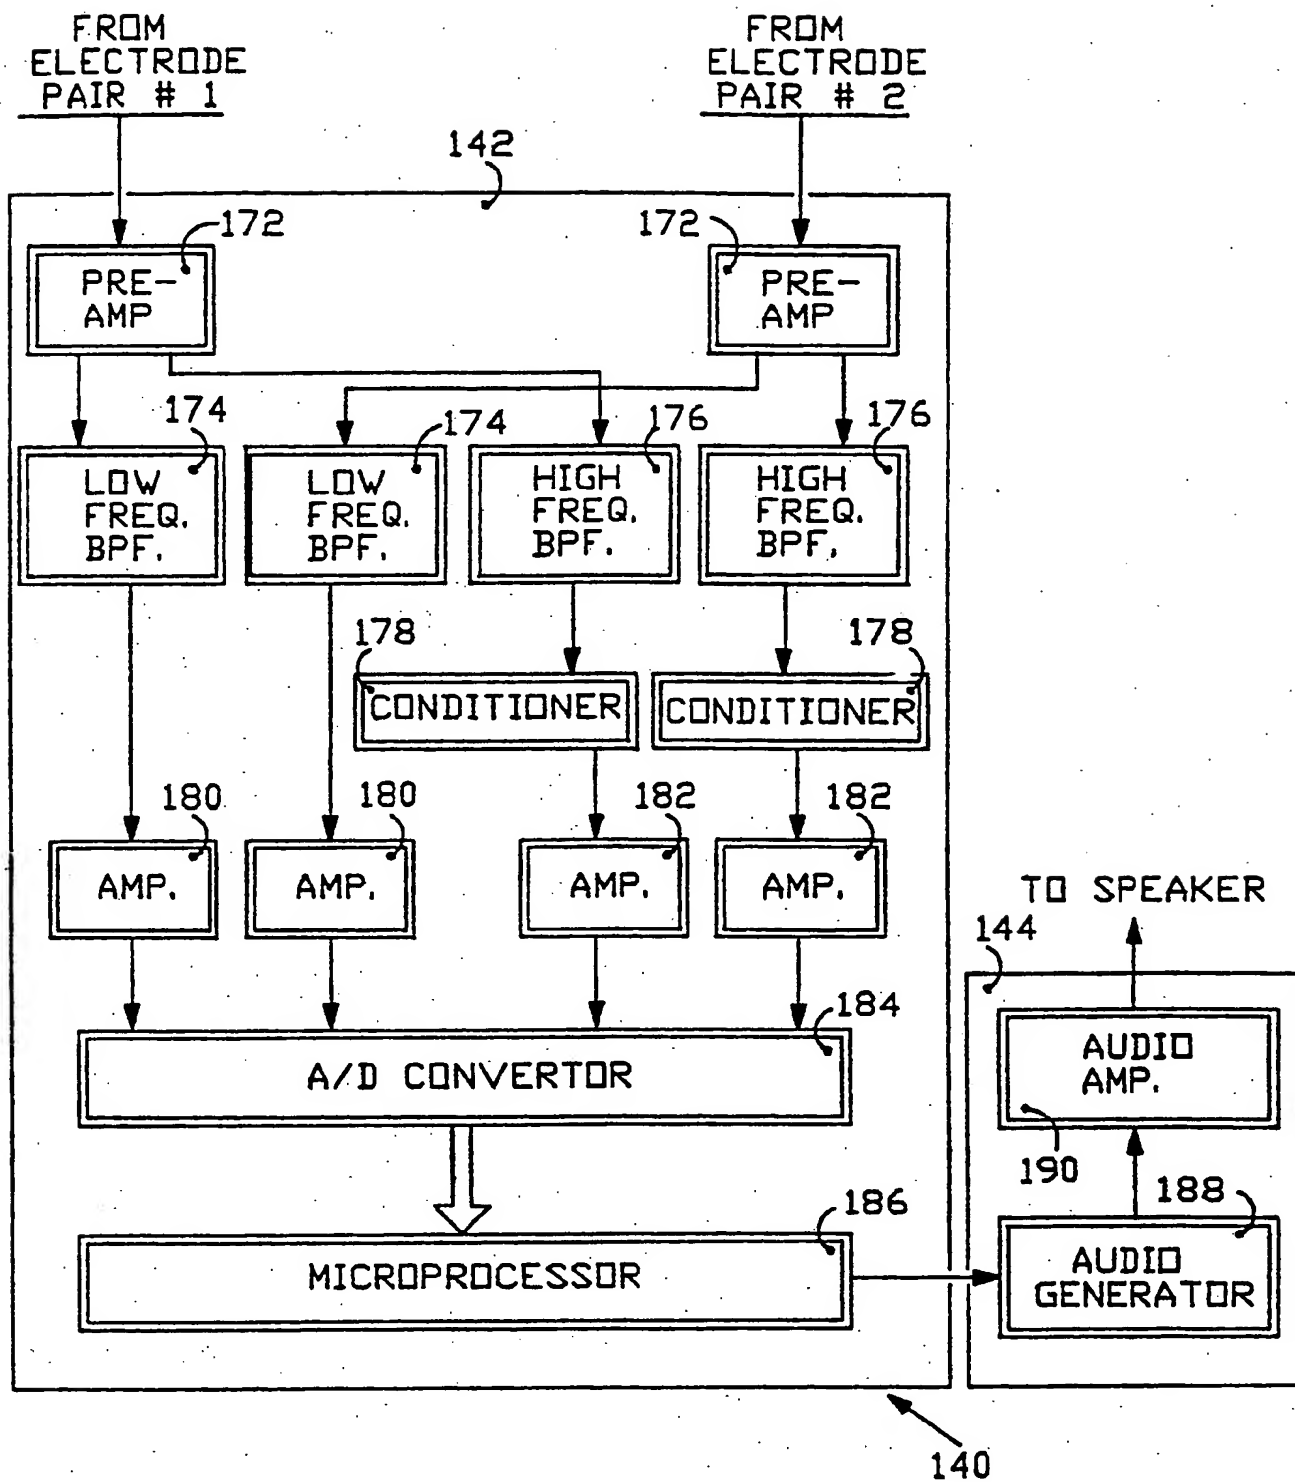 FROM
ELECTRODE
PAIR # 1
FROM
ELECTRODE
PAIR # 2
142
172
172
PRE-
AMP
PRE-
AMP
174
174
176
176
LOW
FREQ.
BPF.
LOW
FREQ.
BPF.
HIGH
FREQ.
BPF.
HIGH
FREQ.
BPF.
178
178
CONDITIONER
CONDITIONER
180
180
182
182
AMP.
AMP.
AMP.
AMP.
TO SPEAKER
144
184
A/D CONVERTOR
AUDIO
AMP.
190
188
186
MICROPROCESSOR
AUDIO
GENERATOR
140